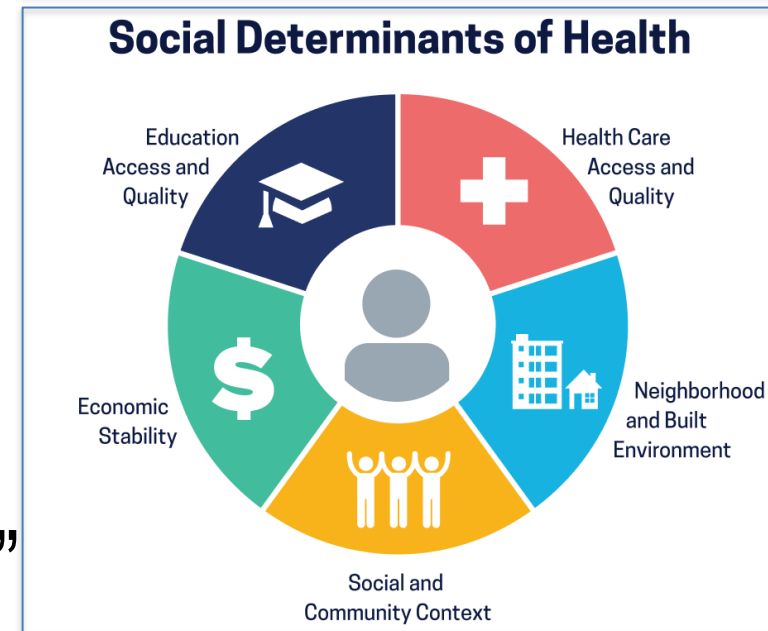 Social Determinants of Health
Education
Access and
Quality
Health Care
Access and
Quality
$
Economic
Stability
Neighborhood
and Built
Environment
”
Social and
Community Context